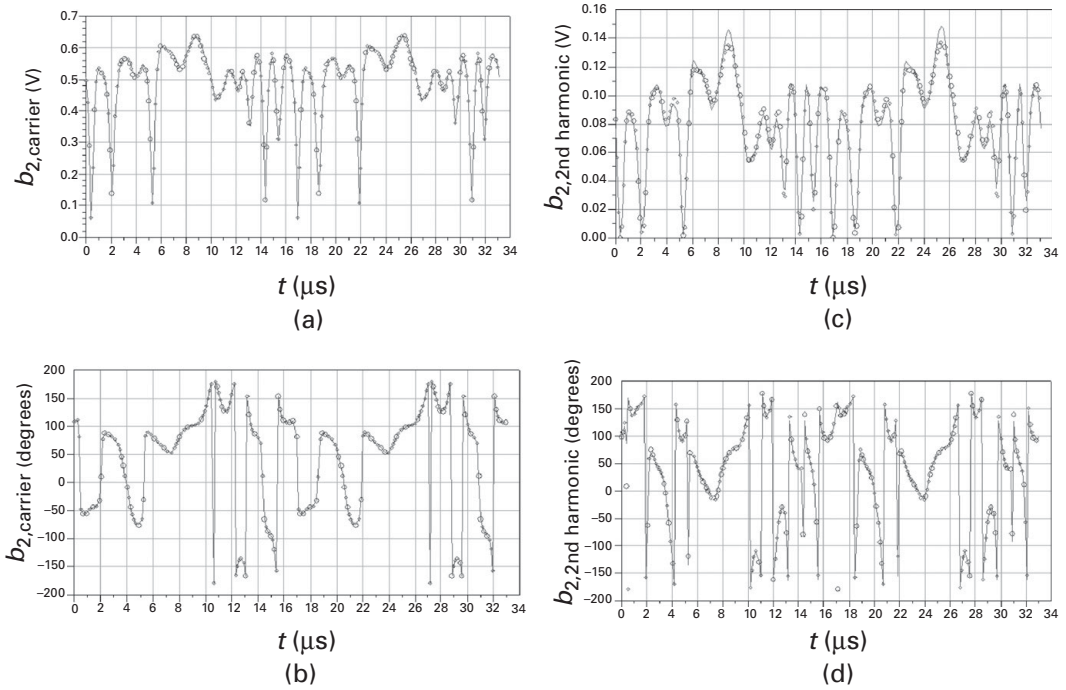 b2,carrier (V)
0.7
0.6
0.5
0.4
0.3
0.2
0.1
0.0
0 2 4 6 8 10 12 14 16 18 20 22 24 26 28 30 32 34
t (μs)
(a)
b2,2nd harmonic (V)
0.16
0.14
0.12
0.10
0.08
0.06
0.04
0.02
0.00
0 2 4 6 8 10 12 14 16 18 20 22 24 26 28 30 32 34
t (μs)
(c)
b2,carrier (degrees)
200
150
100
50
0
−50
−100
−150
−200
0 2 4 6 8 10 12 14 16 18 20 22 24 26 28 30 32 34
t (μs)
(b)
b2,2nd harmonic (degrees)
200
150
100
50
0
−50
−100
−150
−200
0 2 4 6 8 10 12 14 16 18 20 22 24 26 28 30 32 34
t (μs)
(d)